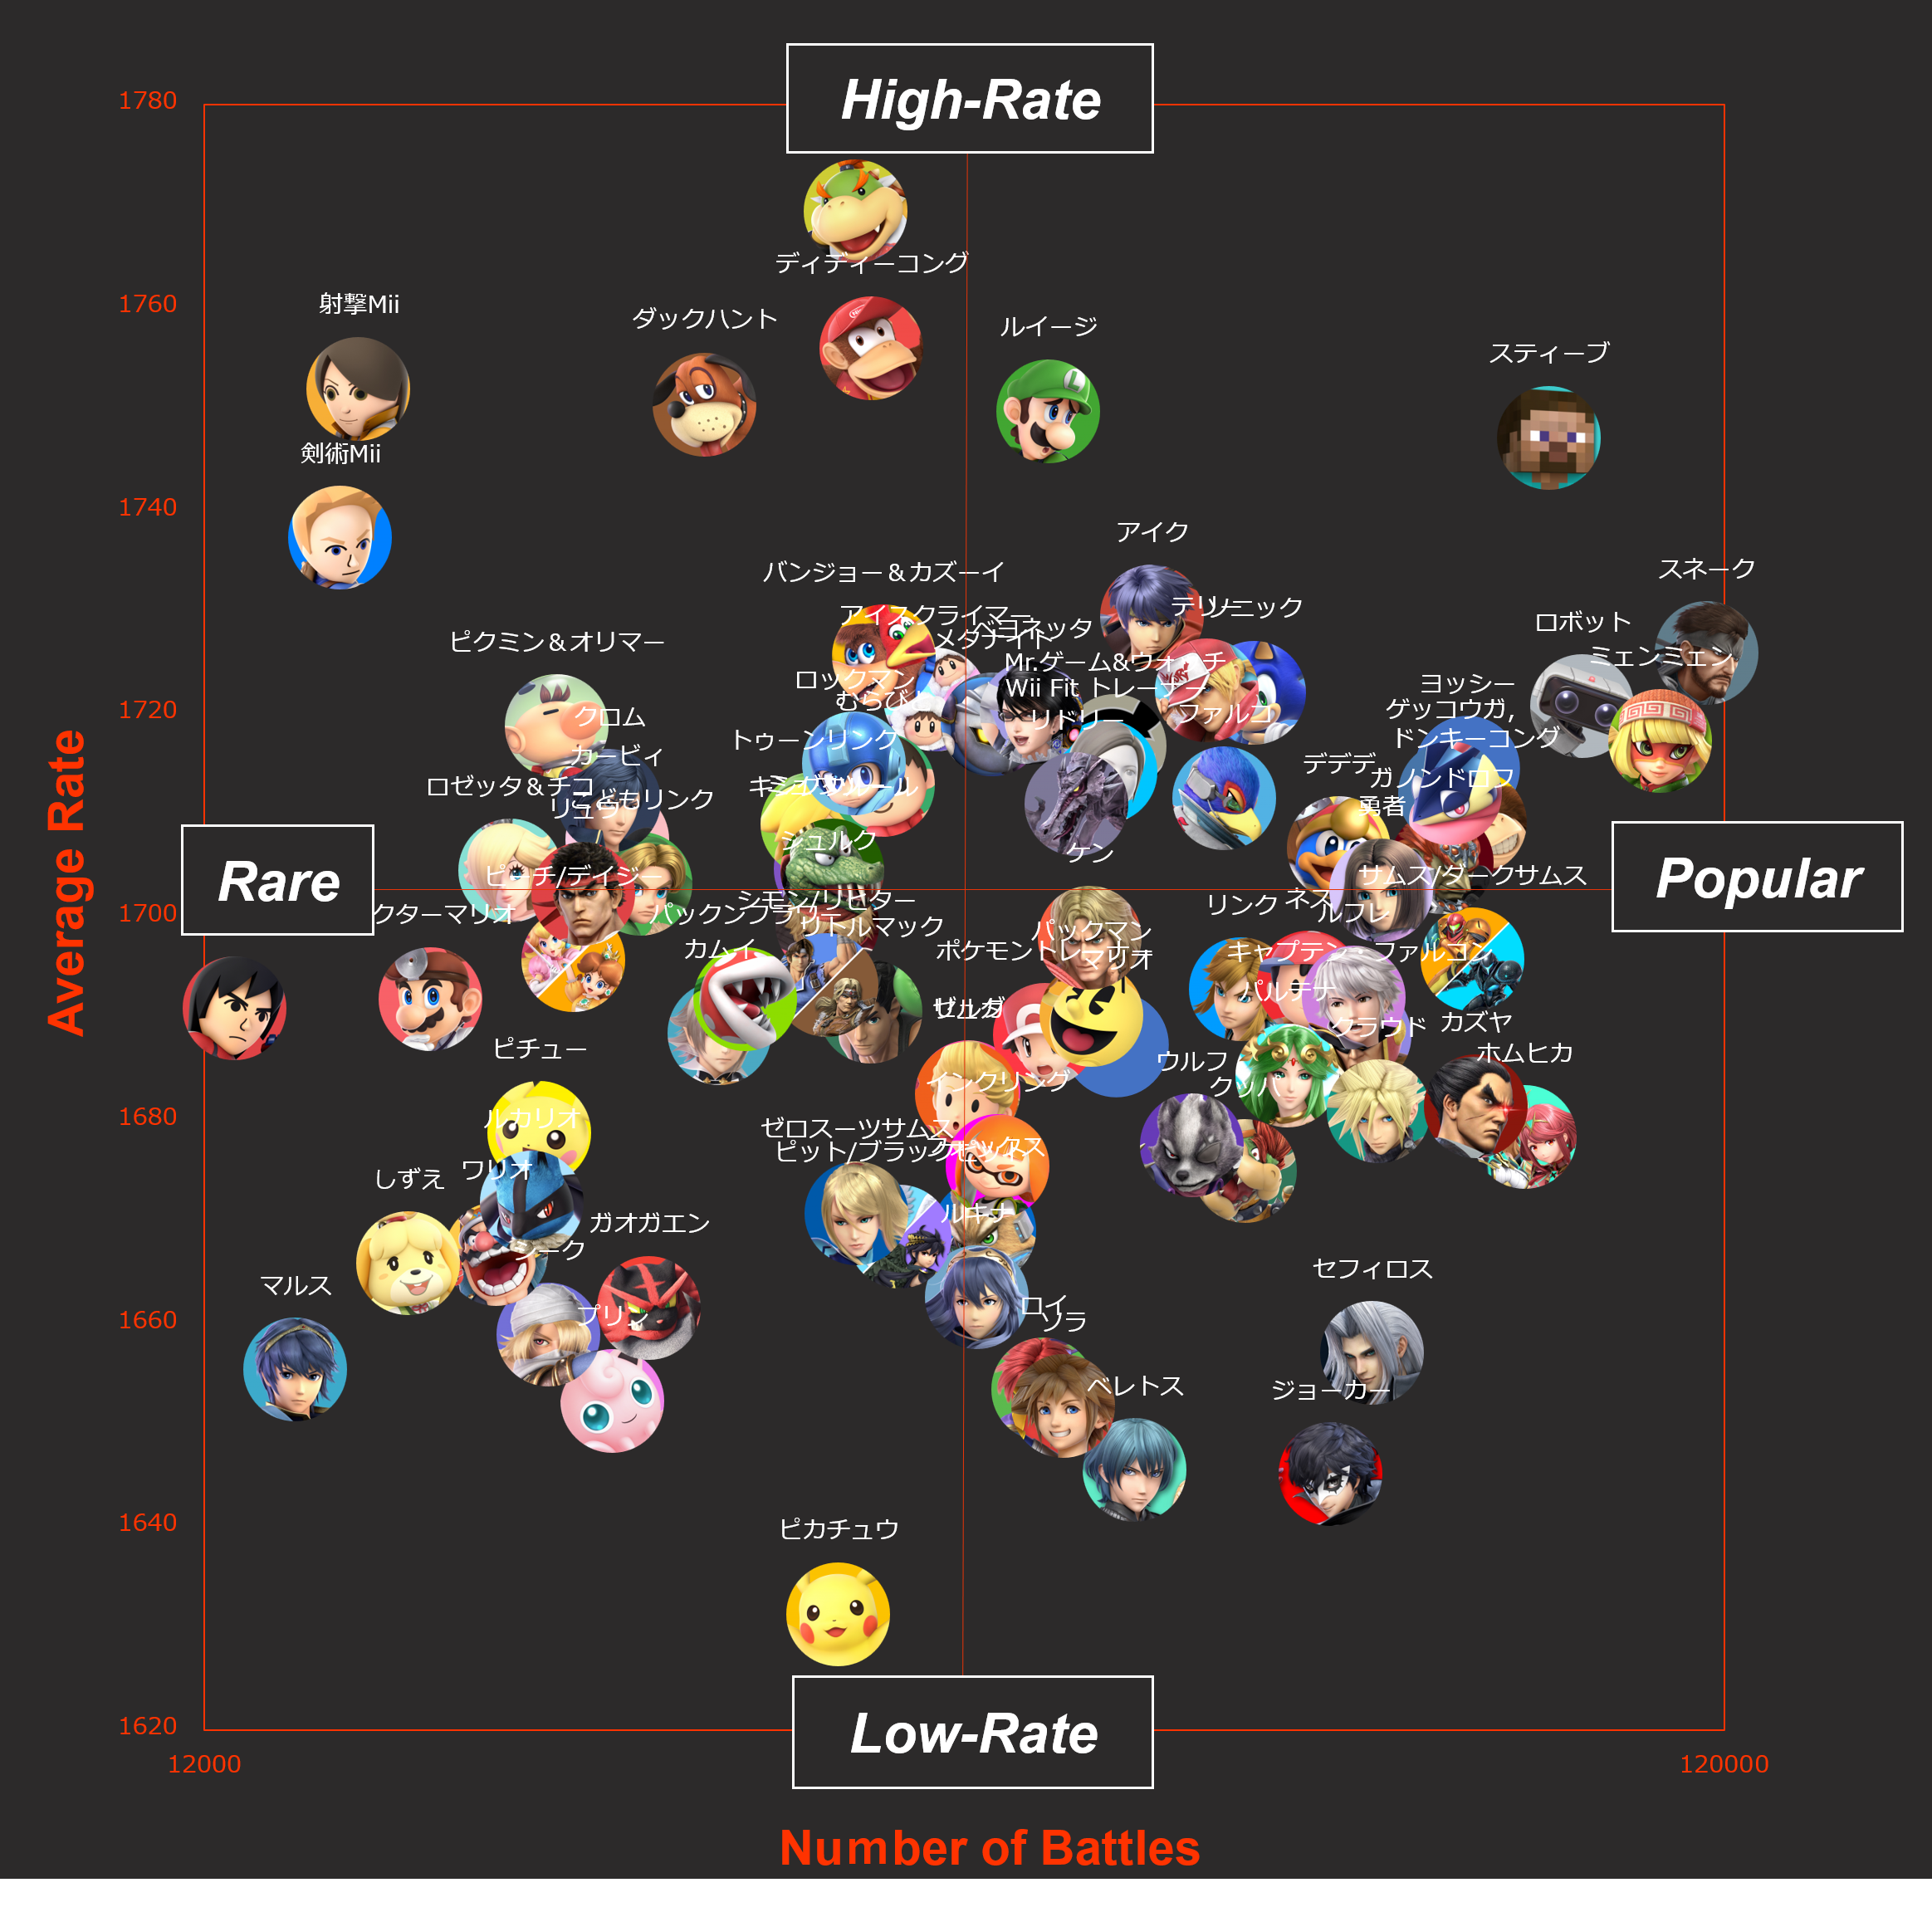 High-Rate
1780
ディディーコング
1760
射撃Mii
ダックハント
ルイージ
スティーブ
剣術Mii
1740
アイク
バンジョー＆カズーイ
スネーク
アイスクライマー
テリー
ソニック
ロボット
ピクミン＆オリマー
メタナイト
ベヨネッタ
Mr.ゲーム&ウォッチ
ミェンミェン
ロックマン
むらびと
Wii Fit トレーナー
ヨッシー
1720
クロム
リドリー
ファルコ
ゲッコウガ,
ドンキーコング
カービィ
トゥーンリンク
デデデ
ロゼッタ＆チコ
こどもリンク
リュウ
キングクルール
ガノンドロフ
勇者
シュルク
ケン
Rare
Popular
ピーチ/デイジー
サムス/ダークサムス
1700
クターマリオ
パックンフラワー
シモン/リヒター
リトルマック
リンク
ネス
ルフレ
カムイ
パックマン
マリオ
キャプテン・ファルコン
パルテナ
ゼルダ
クラウド
カズヤ
ピチュー
ウルフ
ホムヒカ
インクリング
クッパ
1680
ルカリオ
ゼロスーツサムス
フォックス
ピット/ブラックピット
しずえ
ワリオ
ルキナ
ガオガエン
シーク
マルス
セフィロス
1660
プリン
ロイ
ソラ
ベレトス
ジョーカー
1640
ピカチュウ
1620
Low-Rate
12000
120000
Average Rate
Number of Battles